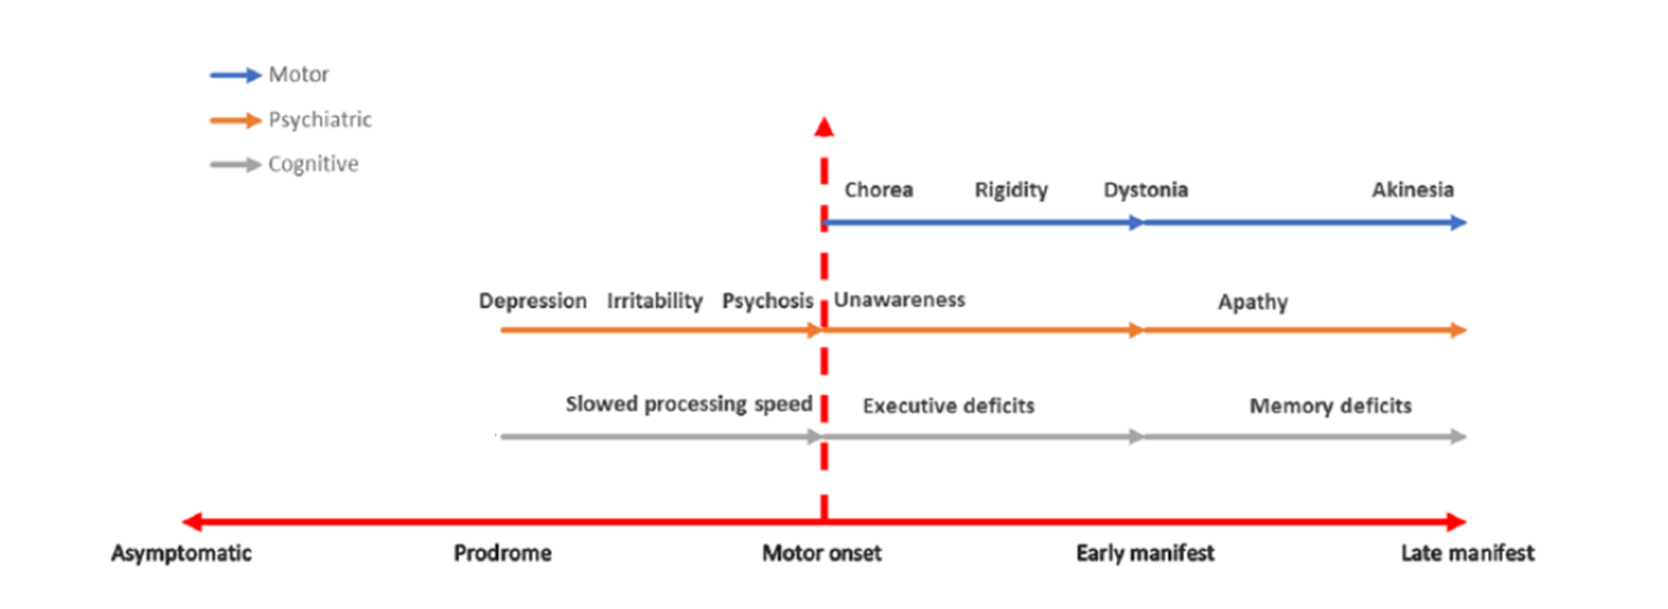 Motor
Psychiatric
Cognitive
Chorea Rigidity Dystonia Akinesia
Depression Irritability Psychosis Unawareness Apathy
Slowed processing speed Executive deficits Memory deficits
Asymptomatic Prodrome Motor onset Early manifest Late manifest